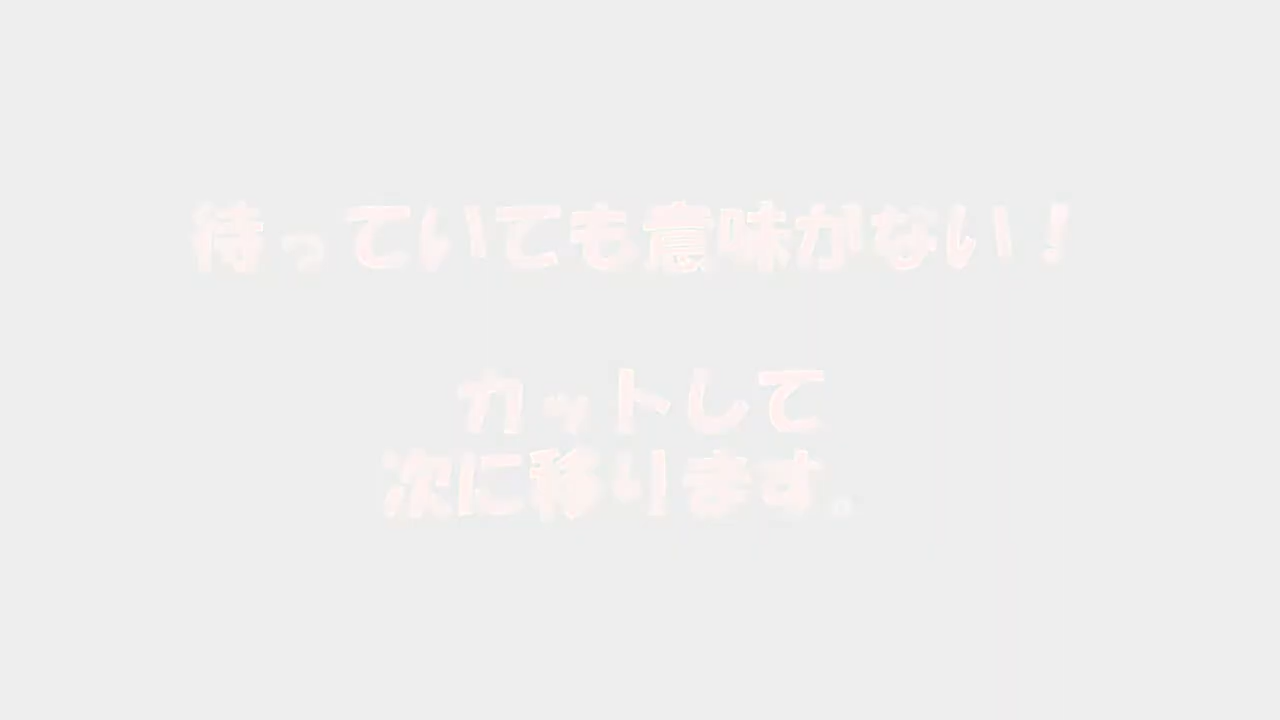 待っていても意味がない!
カットして
次に移ります。